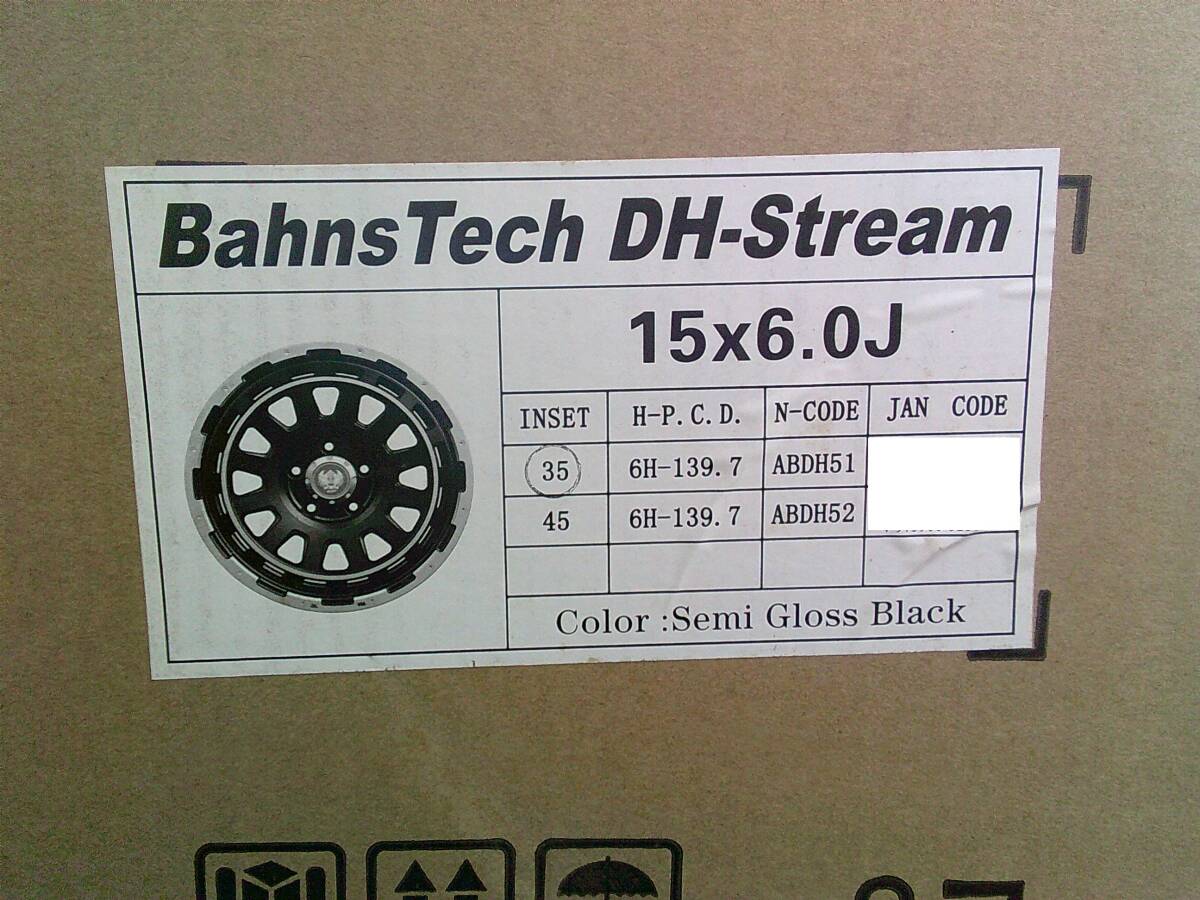 BahnsTech DH-Stream
15x6.0J
INSET H-P.C.D. N-CODE JAN CODE
35 6H-139.7 ABDH51
45 6H-139.7 ABDH52
Color :Semi Gloss Black